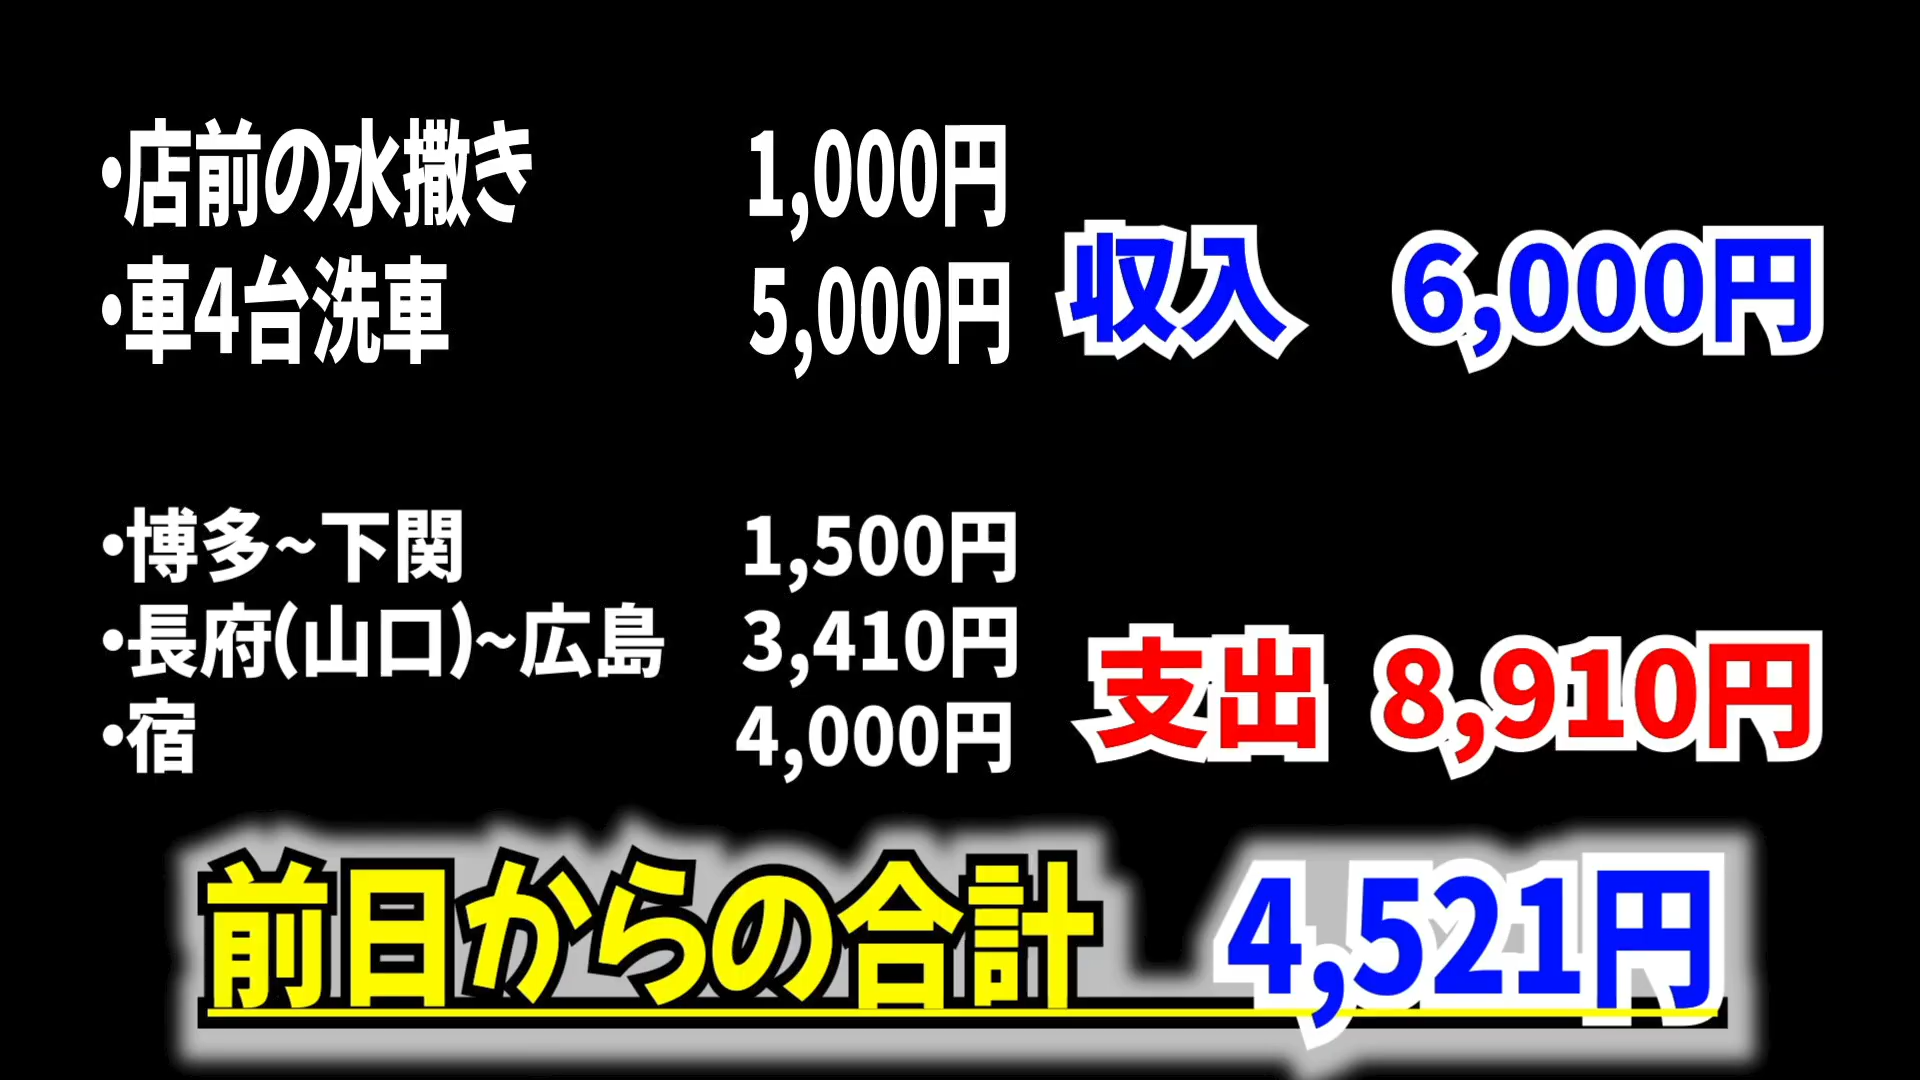 ・店前の水撒き 1,000円
・車4台洗車 5,000円
収入 6,000円
・博多~下関 1,500円
・長府(山口)~広島 3,410円
・宿 4,000円
支出 8,910円
前日からの合計 4,521円